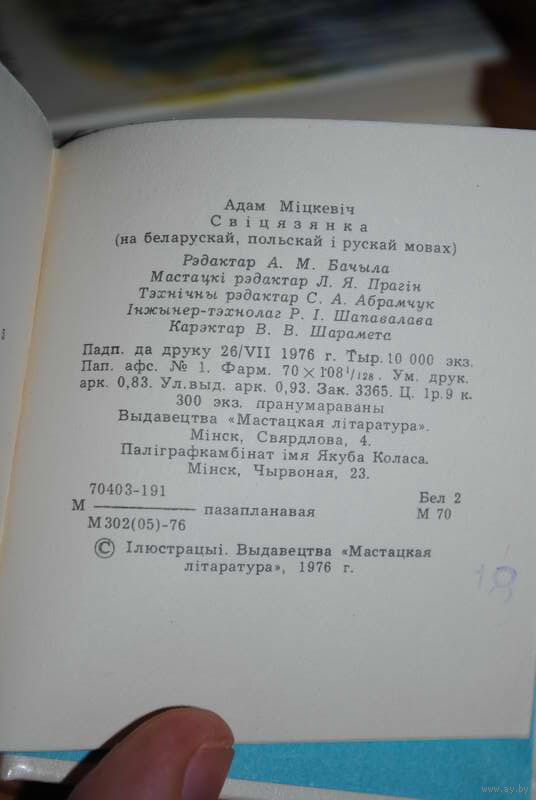 Адам Міцкевіч
Свіцязянка
(на беларускай, польскай і рускай мовах)
Рэдактар А. М. Бачыла
Мастацкі рэдактар Л. Я. Прагін
Тэхнічны рэдактар С. А. Абрамчук
Інжынер-тэхнолаг Р. І. Шапавалава
Карэктар В. В. Шарамета
Падп. да друку 26/VII 1976 г. Тыр. 10 000 экз.
Пап. афс. № 1. Фарм. 70×108¹/₁₂₈. Ум. друк.
арк. 0,83. Ул.выд. арк. 0,93. Зак. 3365. Ц. 1р.9 к.
300 экз. пранумараваны
Выдавецтва «Мастацкая літаратура».
Мінск, Свярдлова, 4.
Паліграфкамбінат імя Якуба Коласа.
Мінск, Чырвоная, 23.
70403-191
М ———— пазапланавая
М302(05)-76
Бел 2
М 70
© Ілюстрацыі. Выдавецтва «Мастацкая
літаратура», 1976 г.
www.ay.by